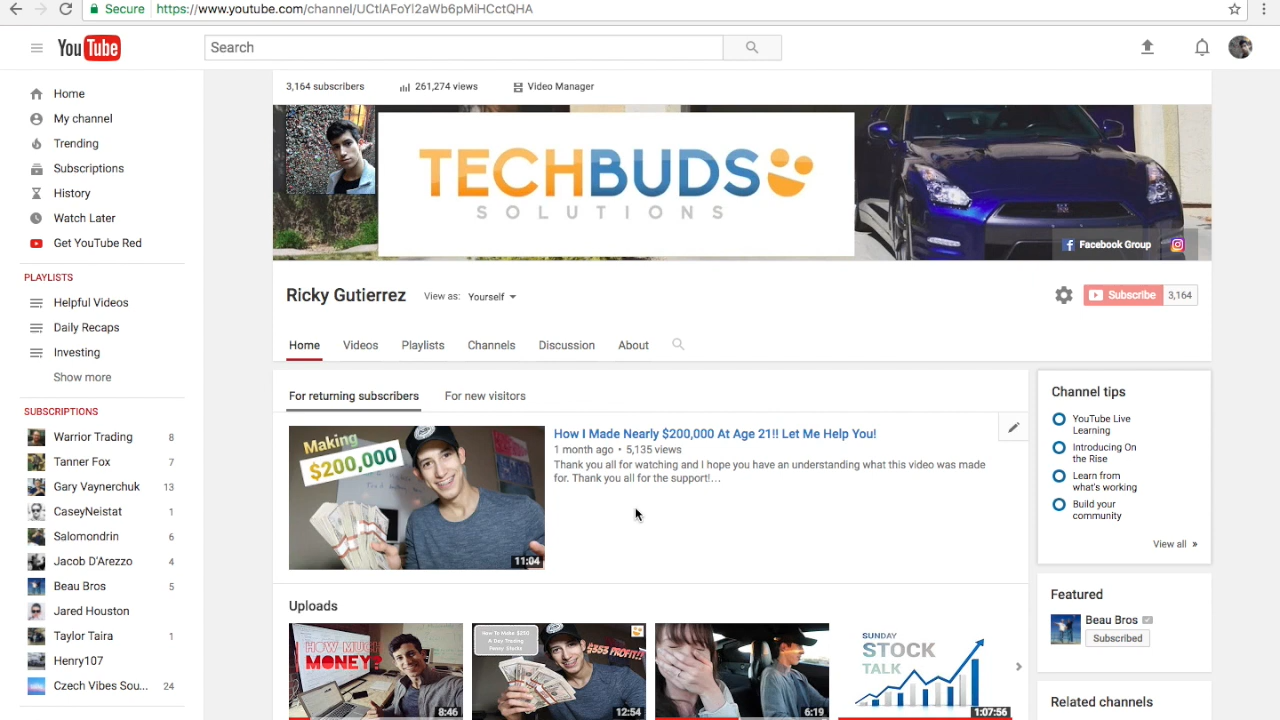 Secure https://www.youtube.com/channel/UCtlAFoYl2aWb6pMiHCctQHA
YouTube
Search
3,164 subscribers 261,274 views Video Manager
TECHBUDS
SOLUTIONS
Facebook Group
Home
My channel
Trending
Subscriptions
History
Watch Later
Get YouTube Red
PLAYLISTS
Helpful Videos
Daily Recaps
Investing
Show more
SUBSCRIPTIONS
Warrior Trading 8
Tanner Fox 7
Gary Vaynerchuk 13
CaseyNeistat 1
Salomondrin 6
Jacob D'Arezzo 4
Beau Bros 5
Jared Houston
Taylor Taira 1
Henry107
Czech Vibes Sou... 24
Ricky Gutierrez View as: Yourself
Subscribe 3,164
Home Videos Playlists Channels Discussion About
For returning subscribers For new visitors
Making
$200,000
11:04
How I Made Nearly $200,000 At Age 21!! Let Me Help You!
1 month ago • 5,135 views
Thank you all for watching and I hope you have an understanding what this video was made
for. Thank you all for the support!...
Uploads
HOW MUCH
MONEY?
8:46
How To Make $250
A Day Trading
Penny Stocks
$553 PROFIT!!
12:54
6:19
SUNDAY
STOCK
TALK
1:07:56
Channel tips
YouTube Live
Learning
Introducing On
the Rise
Learn from
what's working
Build your
community
View all »
Featured
Beau Bros
Subscribed
Related channels